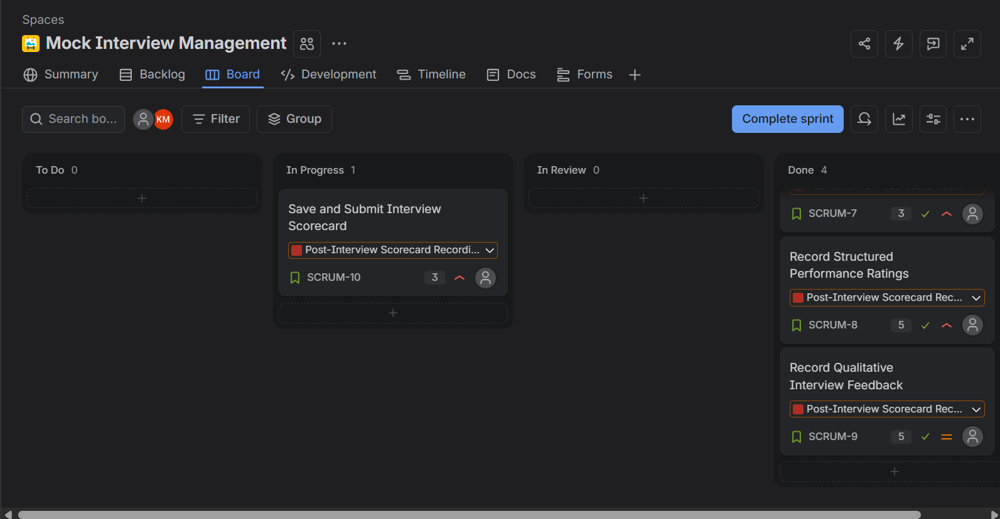 Spaces
Mock Interview Management
Summary
Backlog
Board
Development
Timeline
Docs
Forms
Search bo...
KM
Filter
Group
Complete sprint
To Do 0
In Progress 1
Save and Submit Interview
Scorecard
Post-Interview Scorecard Recordi...
SCRUM-10
3
In Review 0
Done 4
SCRUM-7
3
Record Structured
Performance Ratings
Post-Interview Scorecard Rec...
SCRUM-8
5
Record Qualitative
Interview Feedback
Post-Interview Scorecard Rec...
SCRUM-9
5